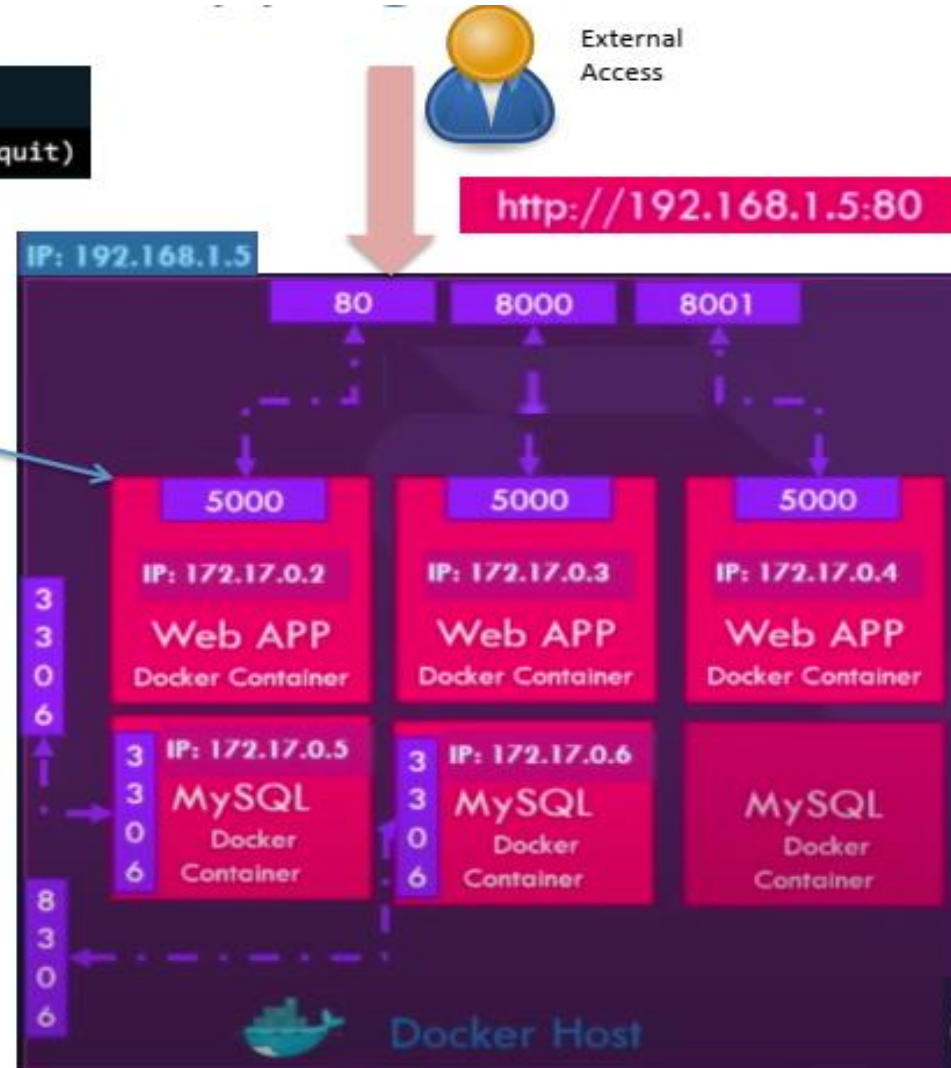 External
Access
quit)
http://192.168.1.5:80
IP: 192.168.1.5
80 8000 8001
5000 5000 5000
IP: 172.17.0.2 IP: 172.17.0.3 IP: 172.17.0.4
Web APP Web APP Web APP
Docker Container Docker Container Docker Container
3306
3306
IP: 172.17.0.5
MySQL
Docker
Container
3306
IP: 172.17.0.6
MySQL
Docker
Container
MySQL
Docker
Container
8306
Docker Host